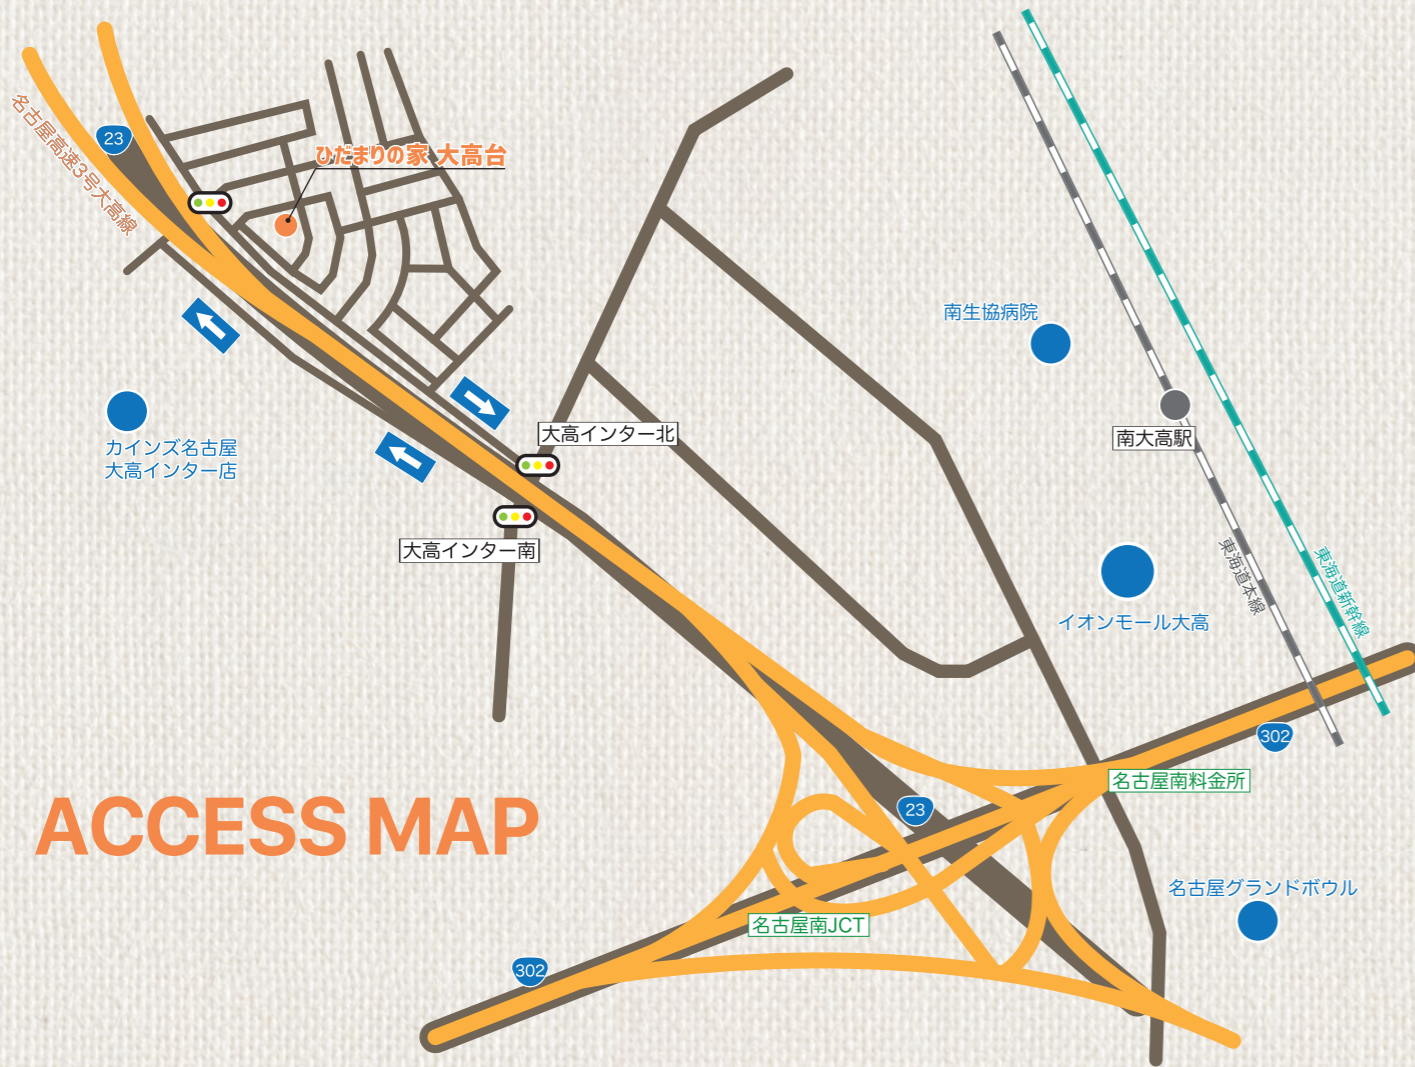 名古屋高速3号大高線
23
ひだまりの家 大高台
南生協病院
カインズ名古屋
大高インター店
大高インター北
南大高駅
大高インター南
東海道本線
東海道新幹線
イオンモール大高
302
名古屋南料金所
23
ACCESS MAP
名古屋グランドボウル
名古屋南JCT
302